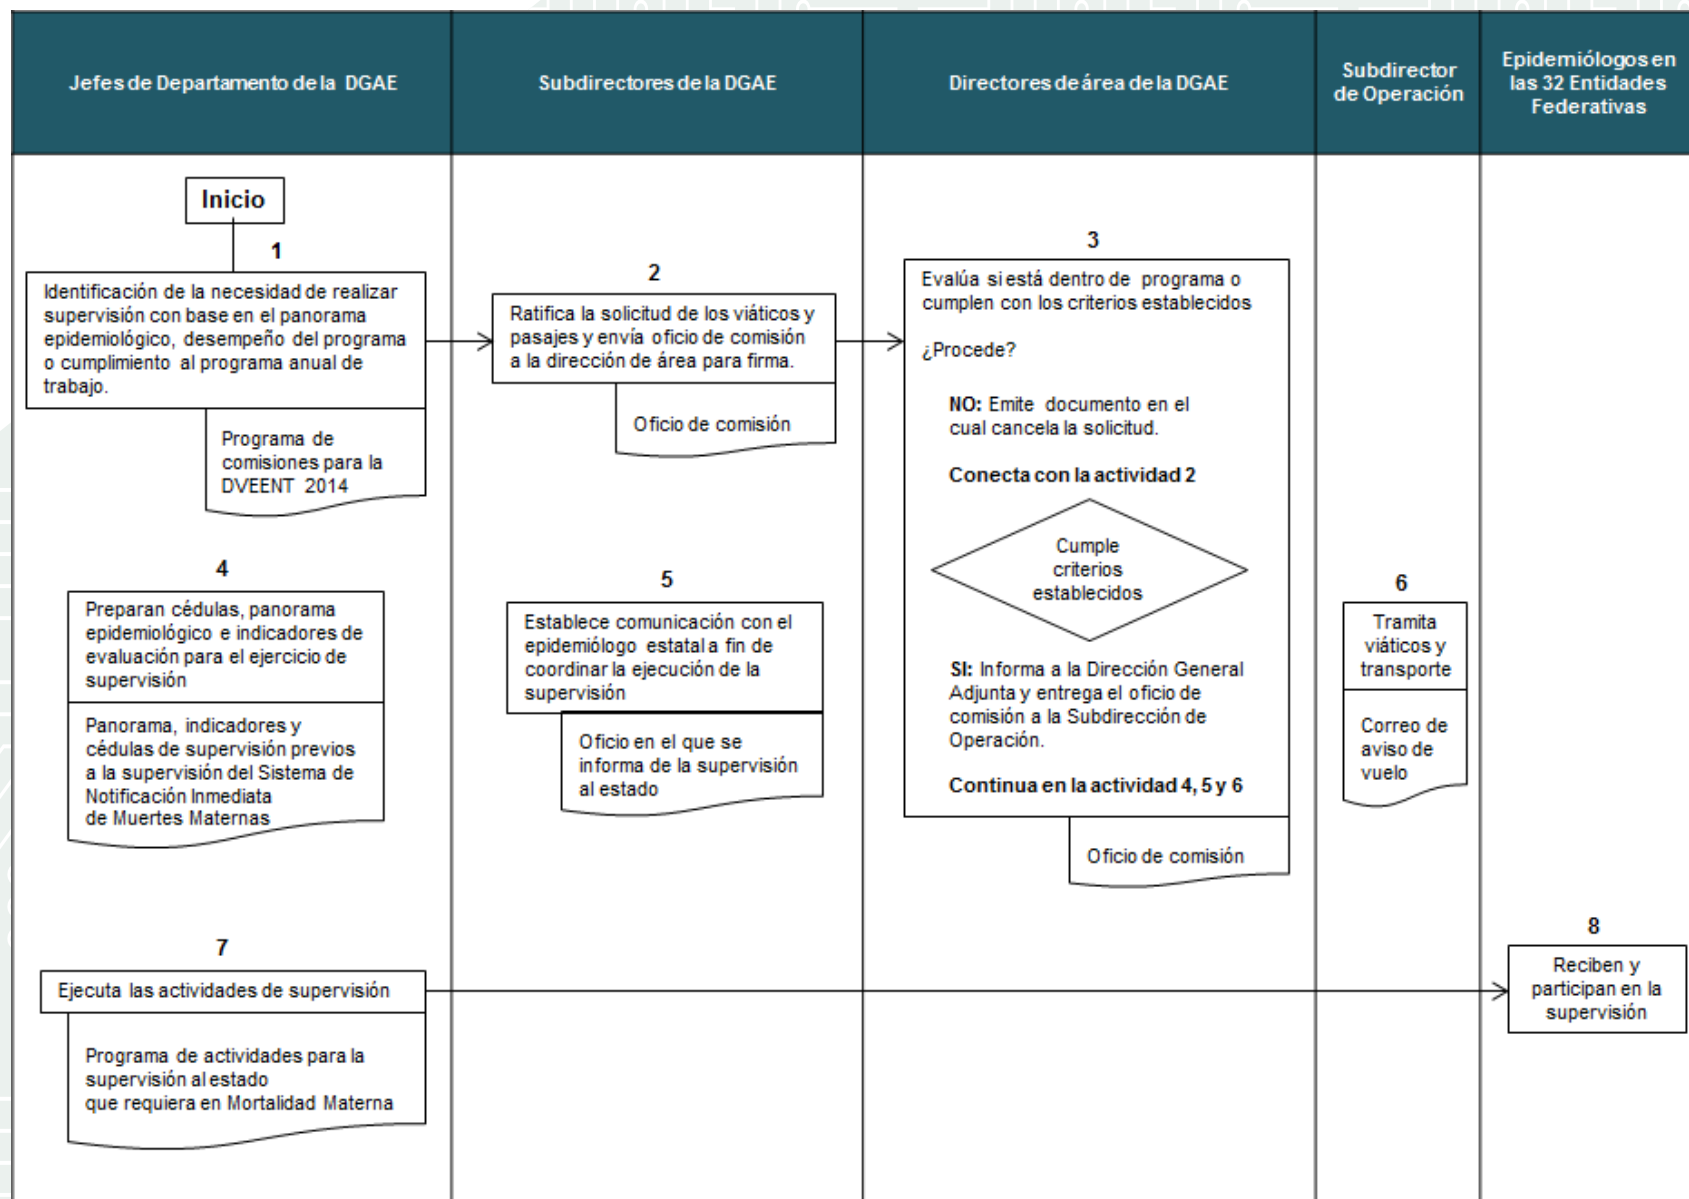 Jefes de Departamento de la DGAE
Subdirectores de la DGAE
Directores de área de la DGAE
Subdirector
de Operación
Epidemiólogos en
las 32 Entidades
Federativas
Inicio
1
Identificación de la necesidad de realizar
supervisión con base en el panorama
epidemiológico, desempeño del programa
o cumplimiento al programa anual de
trabajo.
Programa de
comisiones para la
DVEENT 2014
2
Ratifica la solicitud de los viáticos y
pasajes y envía oficio de comisión
a la dirección de área para firma.
Oficio de comisión
3
Evalúa si está dentro de programa o
cumplen con los criterios establecidos
¿Procede?
NO: Emite documento en el
cual cancela la solicitud.
Conecta con la actividad 2
Cumple
criterios
establecidos
SI: Informa a la Dirección General
Adjunta y entrega el oficio de
comisión a la Subdirección de
Operación.
Continua en la actividad 4, 5 y 6
Oficio de comisión
4
Preparan cédulas, panorama
epidemiológico e indicadores de
evaluación para el ejercicio de
supervisión
Panorama, indicadores y
cédulas de supervisión previos
a la supervisión del Sistema de
Notificación Inmediata
de Muertes Maternas
5
Establece comunicación con el
epidemiólogo estatal a fin de
coordinar la ejecución de la
supervisión
Oficio en el que se
informa de la supervisión
al estado
6
Tramita
viáticos y
transporte
Correo de
aviso de
vuelo
7
Ejecuta las actividades de supervisión
Programa de actividades para la
supervisión al estado
que requiera en Mortalidad Materna
8
Reciben y
participan en la
supervisión